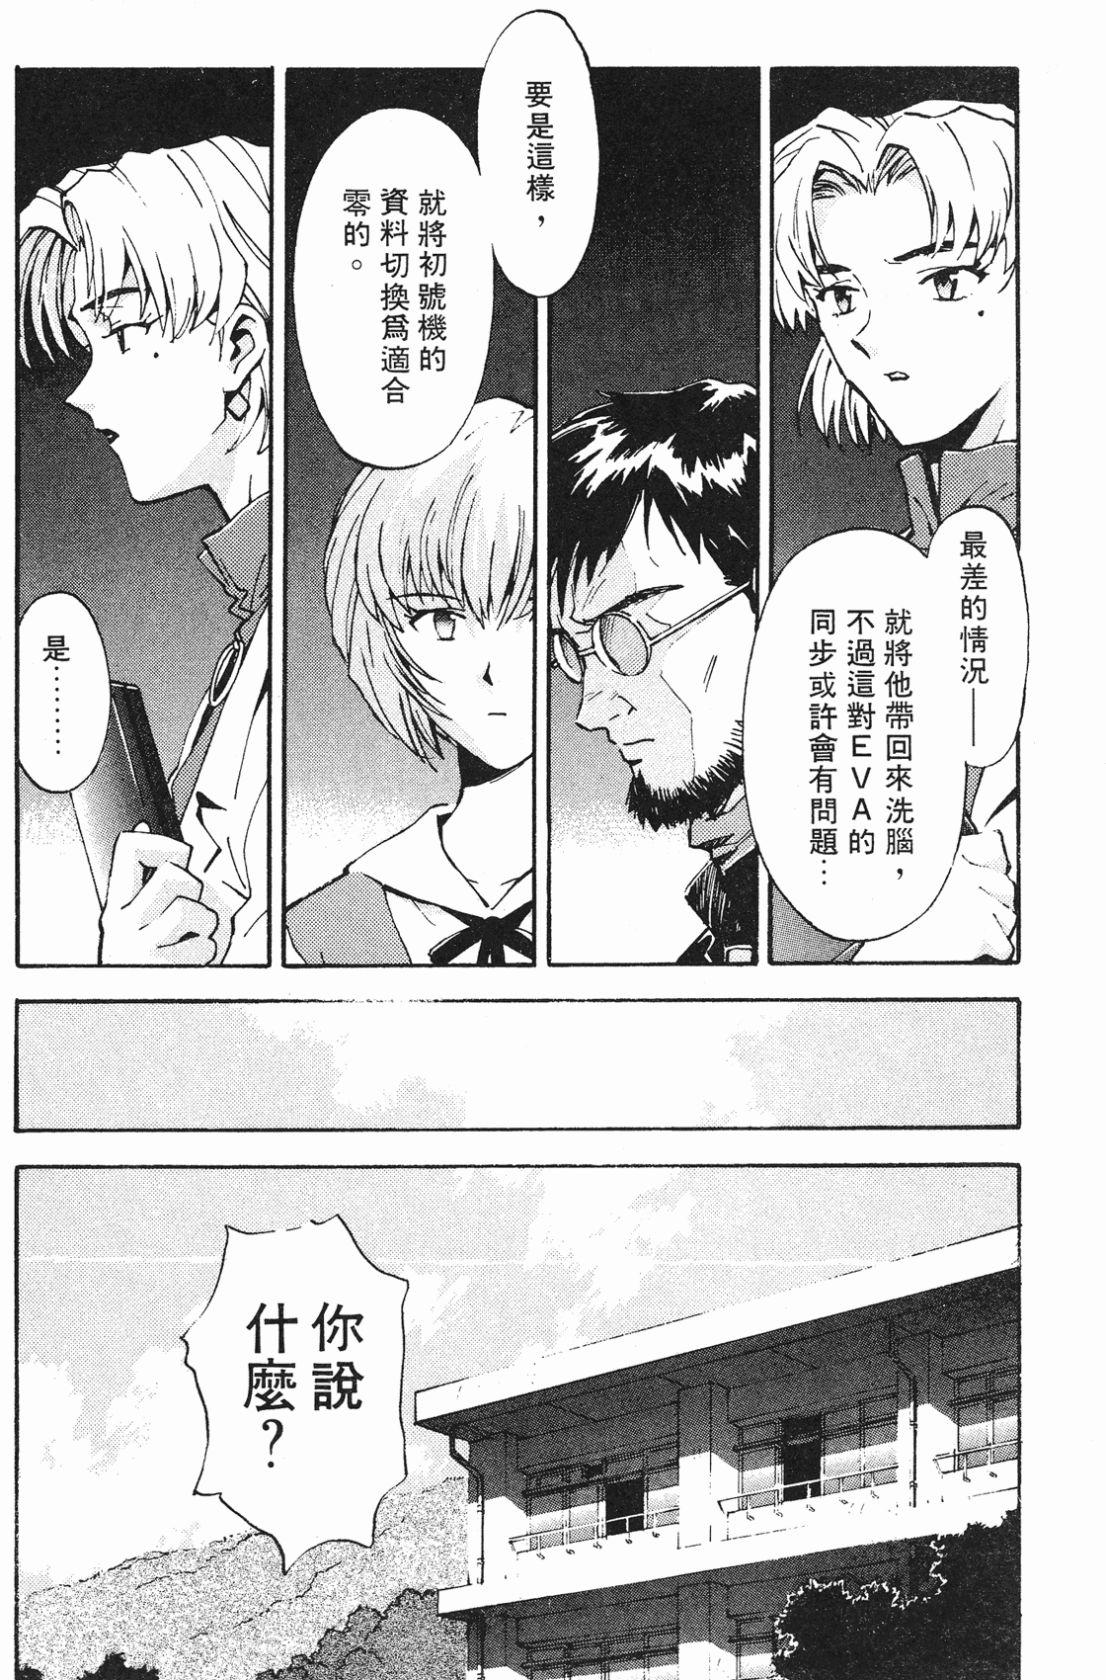 最差的情況——
就將他帶回來洗腦，
不過這對EVA的
同步或許會有問題…
要是這樣，
就將初號機的
資料切換爲適合
零的。
是………
你說
什麼？